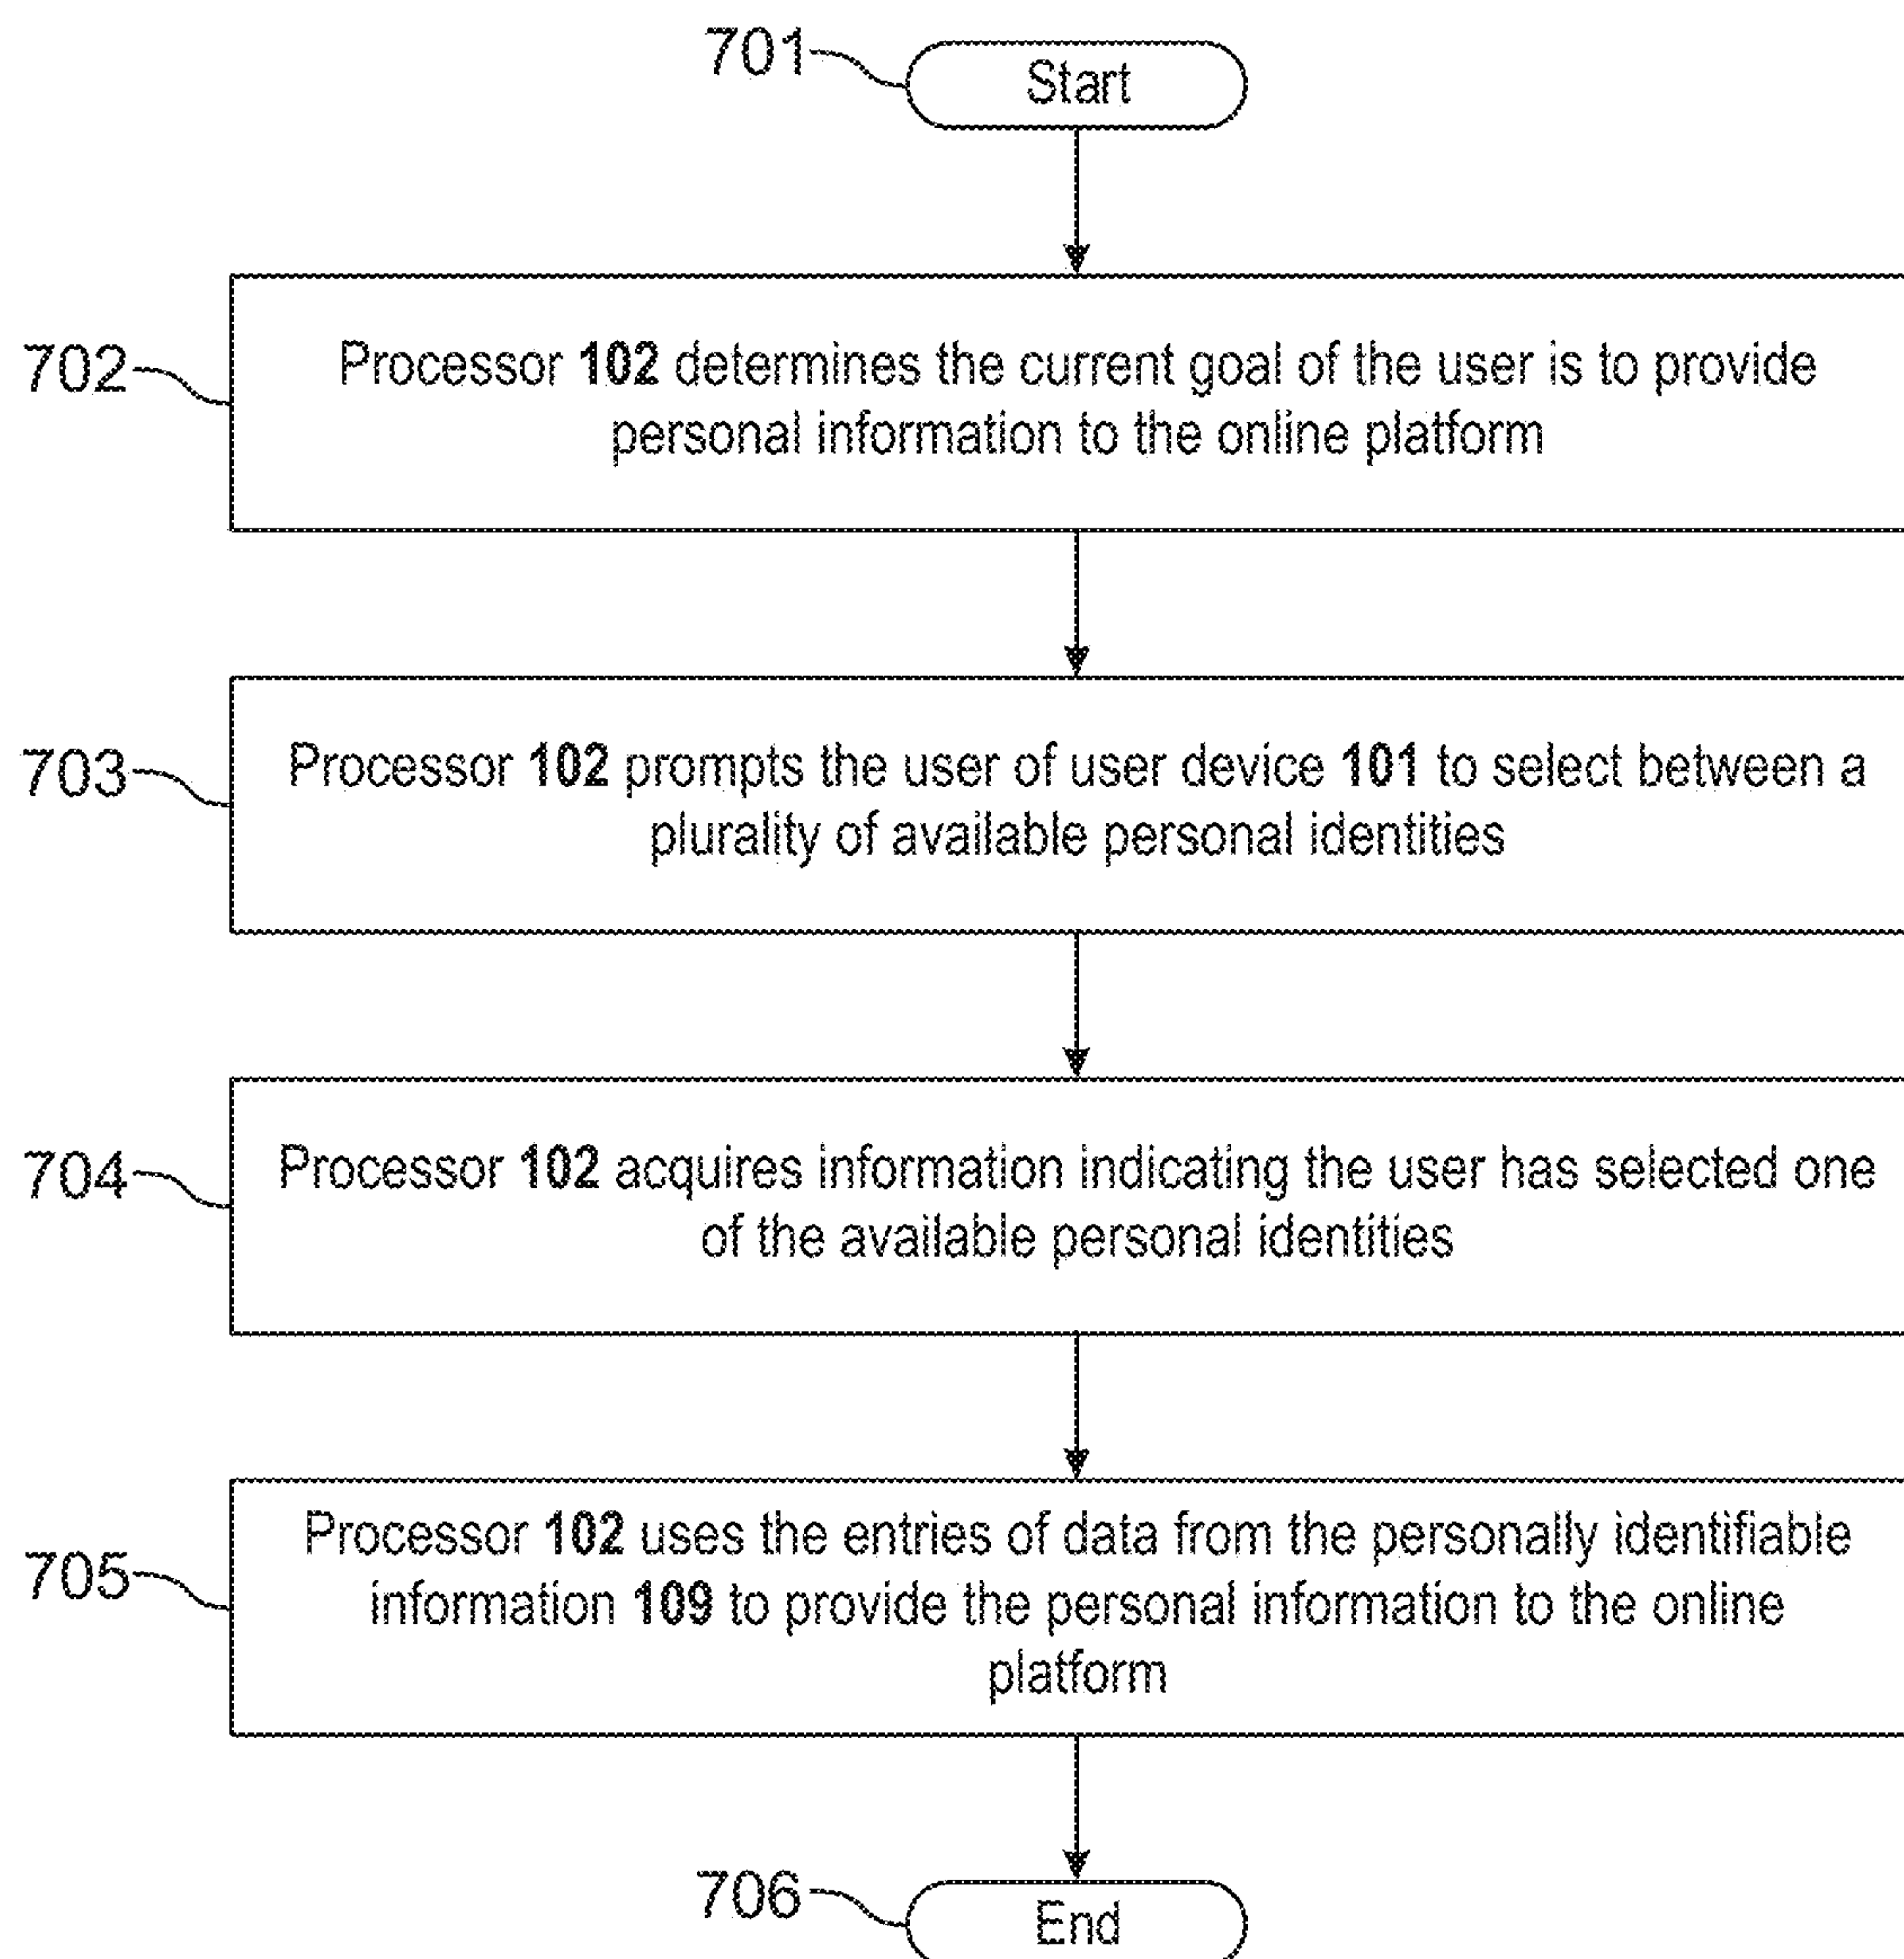 701
Start
702
Processor 102 determines the current goal of the user is to provide
personal information to the online platform
703
Processor 102 prompts the user of user device 101 to select between a
plurality of available personal identities
704
Processor 102 acquires information indicating the user has selected one
of the available personal identities
705
Processor 102 uses the entries of data from the personally identifiable
information 109 to provide the personal information to the online
platform
706
End